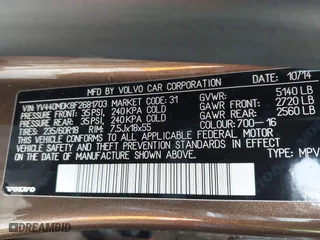 MFD BY VOLVO CAR CORPORATION DATE: 10/14
VIN: YV440MDK8F2681703 MARKET CODE: 31 GVWR: 5140 LB
PRESSURE FRONT: 35PSI, 240KPA COLD GAWR FRONT: 2720 LB
PRESSURE REAR: 35PSI, 240KPA COLD GAWR REAR: 2560 LB
TIRES: 235/60R18 RIM: 7.5Jx18x55 COLOUR: 700-16
THIS VEHICLE CONFORMS TO ALL APPLICABLE FEDERAL MOTOR VEHICLE
SAFETY AND THEFT PREVENTION STANDARDS IN EFFECT ON THE
DATE OF MANUFACTURE SHOWN ABOVE. TYPE: MPV
VOLVO
DREAMBID